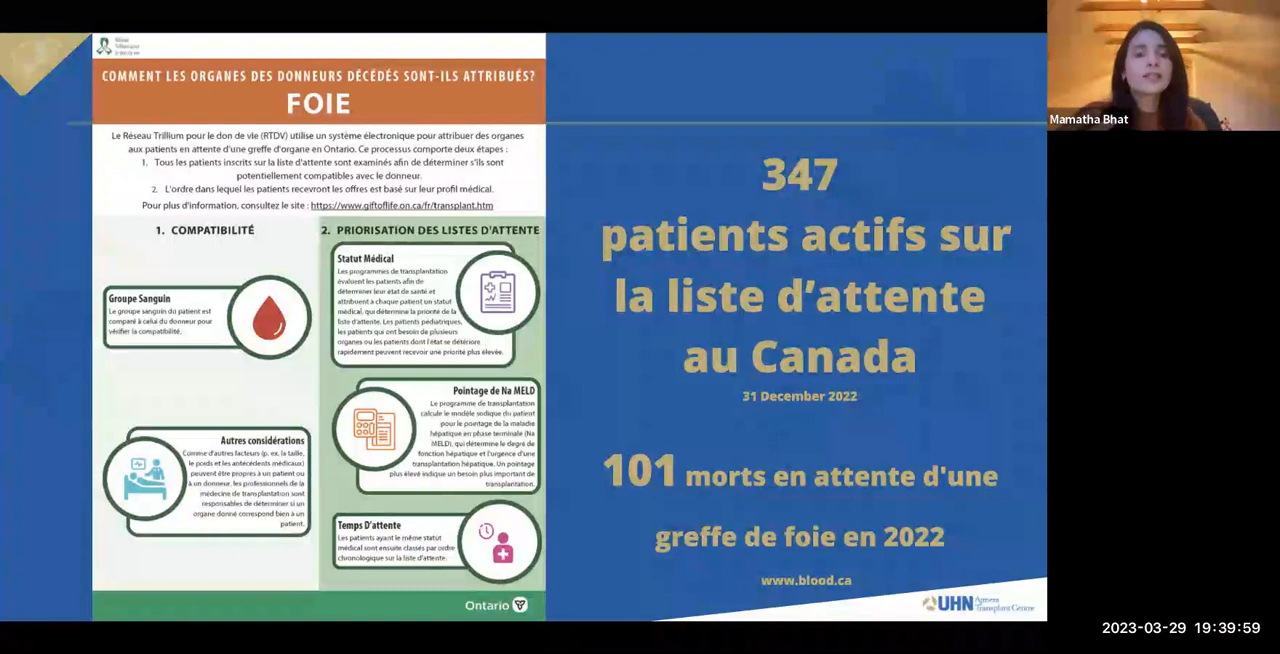 Réseau
Trillium pour
le don de vie
COMMENT LES ORGANES DES DONNEURS DÉCÉDÉS SONT-ILS ATTRIBUÉS?
FOIE
Le Réseau Trillium pour le don de vie (RTDV) utilise un système électronique pour attribuer des organes
aux patients en attente d'une greffe d'organe en Ontario. Ce processus comporte deux étapes :
1. Tous les patients inscrits sur la liste d'attente sont examinés afin de déterminer s'ils sont
potentiellement compatibles avec le donneur.
2. L'ordre dans lequel les patients recevront les offres est basé sur leur profil médical.
Pour plus d'information, consultez le site : https://www.giftoflife.on.ca/fr/transplant.htm
1. COMPATIBILITÉ
Groupe Sanguin
Le groupe sanguin du patient est
comparé à celui du donneur pour
vérifier la compatibilité.
Autres considérations
Comme d'autres facteurs (p. ex. la taille,
le poids et les antécédents médicaux)
peuvent être propres à un patient ou
à un donneur, les professionnels de la
médecine de transplantation sont
responsables de déterminer si un
organe donné correspond bien à un
patient.
2. PRIORISATION DES LISTES D'ATTENTE
Statut Médical
Les programmes de transplantation
évaluent les patients afin de
déterminer leur état de santé et
attribuent à chaque patient un statut
médical, qui détermine la priorité de la
liste d'attente. Les patients pédiatriques,
les patients qui ont besoin de plusieurs
organes ou les patients dont l'état se détériore
rapidement peuvent recevoir une priorité plus élevée.
Pointage de Na MELD
Le programme de transplantation
calcule le modèle sodique du patient
pour le pointage de la maladie
hépatique en phase terminale (Na
MELD), qui détermine le degré de
fonction hépatique et l'urgence d'une
transplantation hépatique. Un pointage
plus élevé indique un besoin plus important de
transplantation.
Temps D'attente
Les patients ayant le même statut
médical sont ensuite classés par ordre
chronologique sur la liste d'attente.
Ontario
347
patients actifs sur
la liste d’attente
au Canada
31 December 2022
101 morts en attente d'une
greffe de foie en 2022
www.blood.ca
UHN Ajmera
Transplant Centre
Mamatha Bhat
2023-03-29 19:39:59